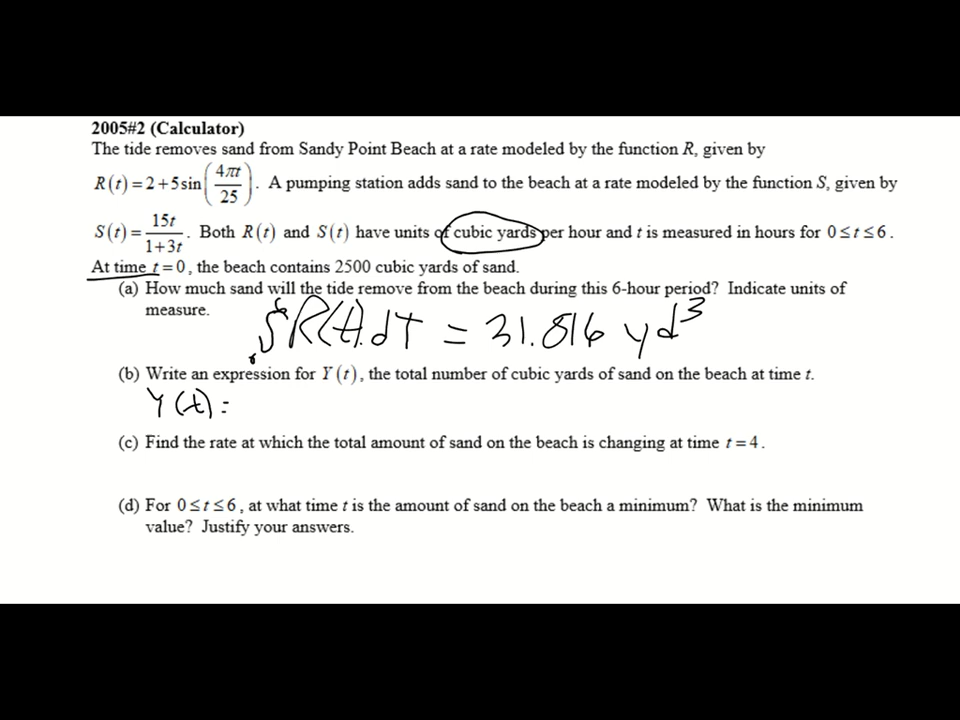 2005#2 (Calculator)
The tide removes sand from Sandy Point Beach at a rate modeled by the function R, given by
R(t) = 2 + 5 sin(4πt/25). A pumping station adds sand to the beach at a rate modeled by the function S, given by
S(t) = 15t/(1+3t). Both R(t) and S(t) have units of cubic yards per hour and t is measured in hours for 0 ≤ t ≤ 6.
At time t = 0, the beach contains 2500 cubic yards of sand.
(a) How much sand will the tide remove from the beach during this 6-hour period? Indicate units of
measure.
∫₀⁶ R(t).dT = 31.816 yd³
(b) Write an expression for Y(t), the total number of cubic yards of sand on the beach at time t.
Y(t) =
(c) Find the rate at which the total amount of sand on the beach is changing at time t = 4.
(d) For 0 ≤ t ≤ 6, at what time t is the amount of sand on the beach a minimum? What is the minimum
value? Justify your answers.